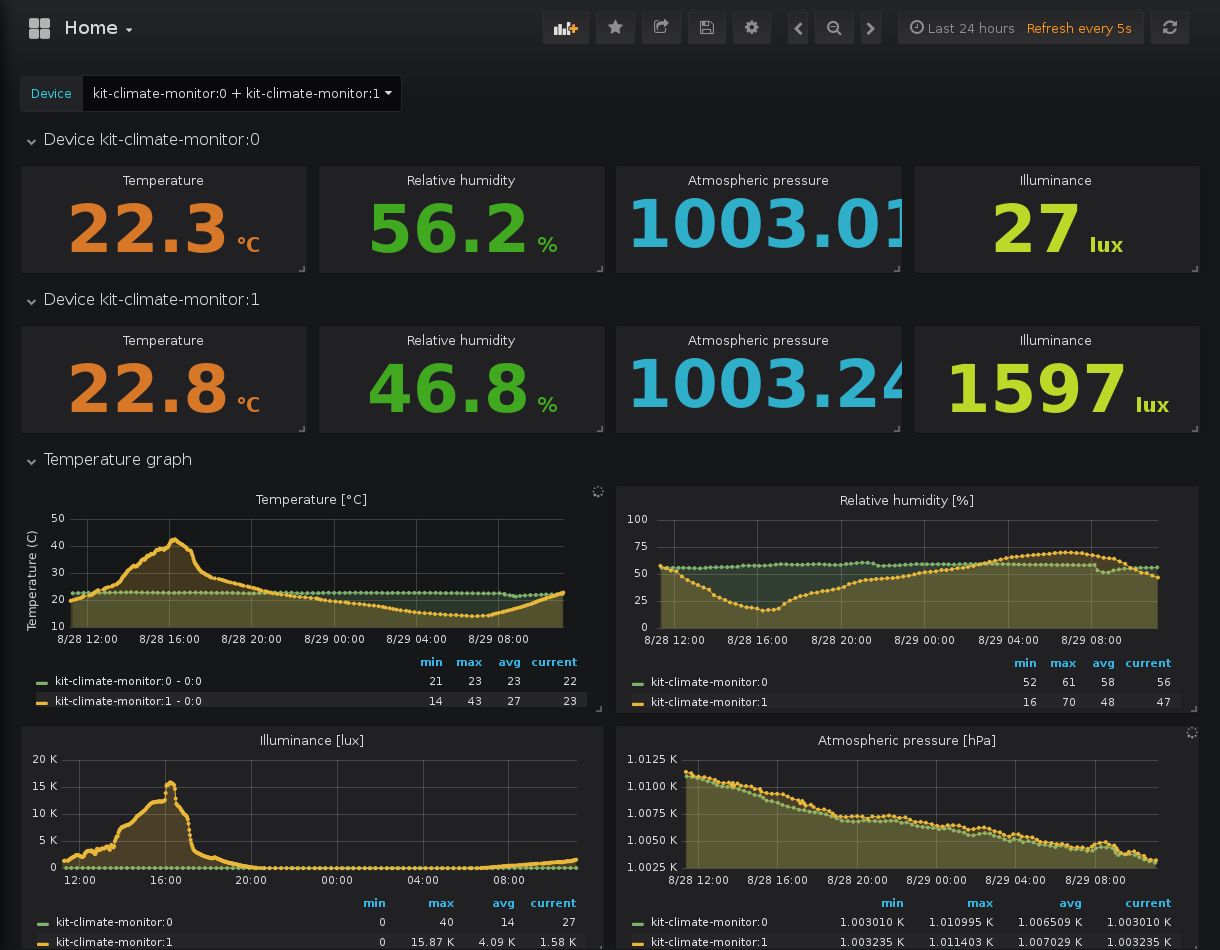 Home
Last 24 hours Refresh every 5s
Device kit-climate-monitor:0 + kit-climate-monitor:1
Device kit-climate-monitor:0
Temperature Relative humidity Atmospheric pressure Illuminance
22.3 °C 56.2 % 1003.01 27 lux
Device kit-climate-monitor:1
Temperature Relative humidity Atmospheric pressure Illuminance
22.8 °C 46.8 % 1003.24 1597 lux
Temperature graph
Temperature [°C]
Temperature (C)
50
40
30
20
10
8/28 12:00 8/28 16:00 8/28 20:00 8/29 00:00 8/29 04:00 8/29 08:00
min max avg current
kit-climate-monitor:0 - 0:0 21 23 23 22
kit-climate-monitor:1 - 0:0 14 43 27 23
Relative humidity [%]
100
75
50
25
0
8/28 12:00 8/28 16:00 8/28 20:00 8/29 00:00 8/29 04:00 8/29 08:00
min max avg current
kit-climate-monitor:0 52 61 58 56
kit-climate-monitor:1 16 70 48 47
Illuminance [lux]
20 K
15 K
10 K
5 K
0
12:00 16:00 20:00 00:00 04:00 08:00
min max avg current
kit-climate-monitor:0 0 40 14 27
kit-climate-monitor:1 0 15.87 K 4.09 K 1.58 K
Atmospheric pressure [hPa]
1.0125 K
1.0100 K
1.0075 K
1.0050 K
1.0025 K
8/28 12:00 8/28 16:00 8/28 20:00 8/29 00:00 8/29 04:00 8/29 08:00
min max avg current
kit-climate-monitor:0 1.003010 K 1.010995 K 1.006509 K 1.003010 K
kit-climate-monitor:1 1.003235 K 1.011403 K 1.007029 K 1.003235 K